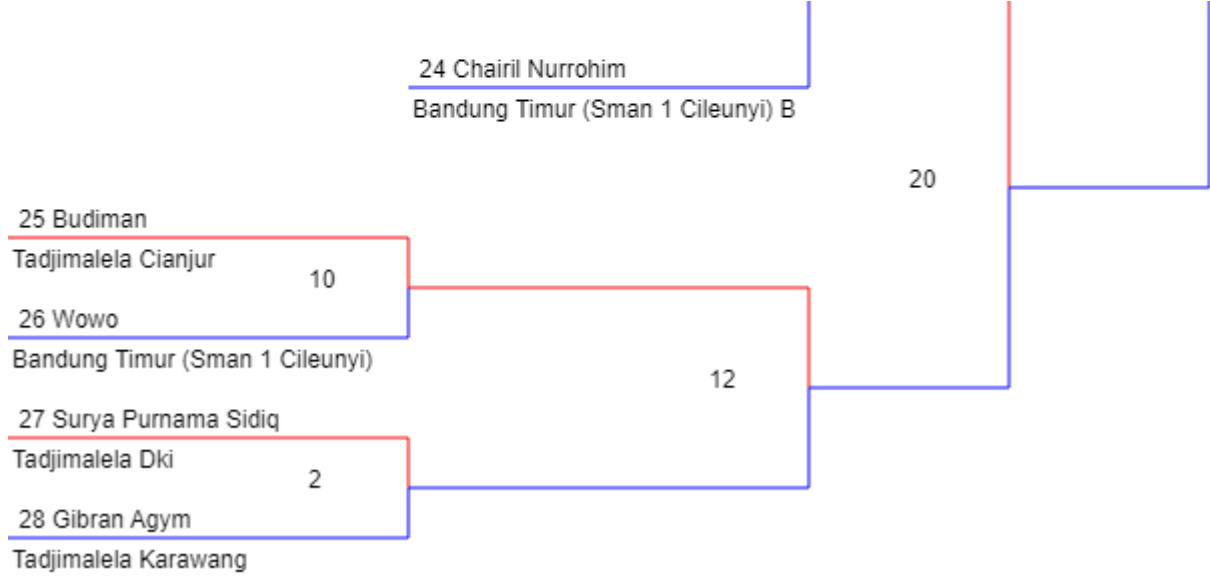 24 Chairil Nurrohim
Bandung Timur (Sman 1 Cileunyi) B
20
25 Budiman
Tadjimalela Cianjur
10
26 Wowo
Bandung Timur (Sman 1 Cileunyi)
12
27 Surya Purnama Sidiq
Tadjimalela Dki
2
28 Gibran Agym
Tadjimalela Karawang